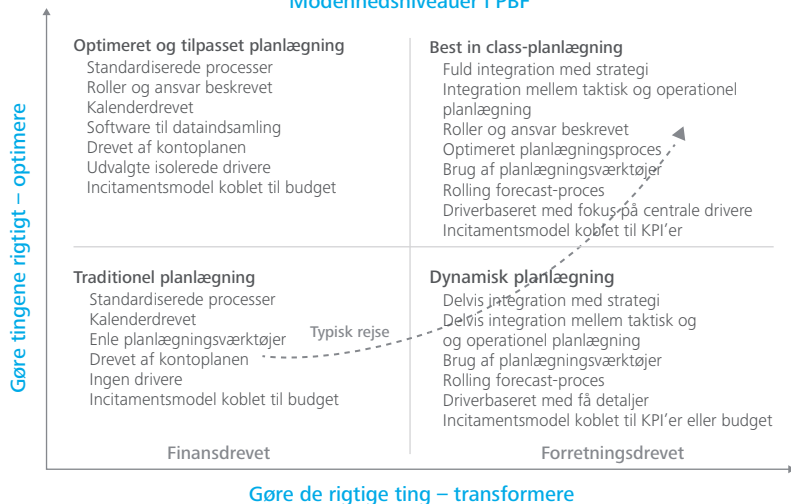 Modenhedsniveauer i PBF
Gøre tingene rigtigt – optimere
Optimeret og tilpasset planlægning
Standardiserede processer
Roller og ansvar beskrevet
Kalenderdrevet
Software til dataindsamling
Drevet af kontoplanen
Udvalgte isolerede drivere
Incitamentsmodel koblet til budget
Best in class-planlægning
Fuld integration med strategi
Integration mellem taktisk og operationel
planlægning
Roller og ansvar beskrevet
Optimeret planlægningsproces
Brug af planlægningsværktøjer
Rolling forecast-proces
Driverbaseret med fokus på centrale drivere
Incitamentsmodel koblet til KPI'er
Traditionel planlægning
Standardiserede processer
Kalenderdrevet
Enle planlægningsværktøjer
Drevet af kontoplanen
Ingen drivere
Incitamentsmodel koblet til budget
Typisk rejse
Dynamisk planlægning
Delvis integration med strategi
Delvis integration mellem taktisk og
og operationel planlægning
Brug af planlægningsværktøjer
Rolling forecast-proces
Driverbaseret med få detaljer
Incitamentsmodel koblet til KPI'er eller budget
Finansdrevet
Forretningsdrevet
Gøre de rigtige ting – transformere